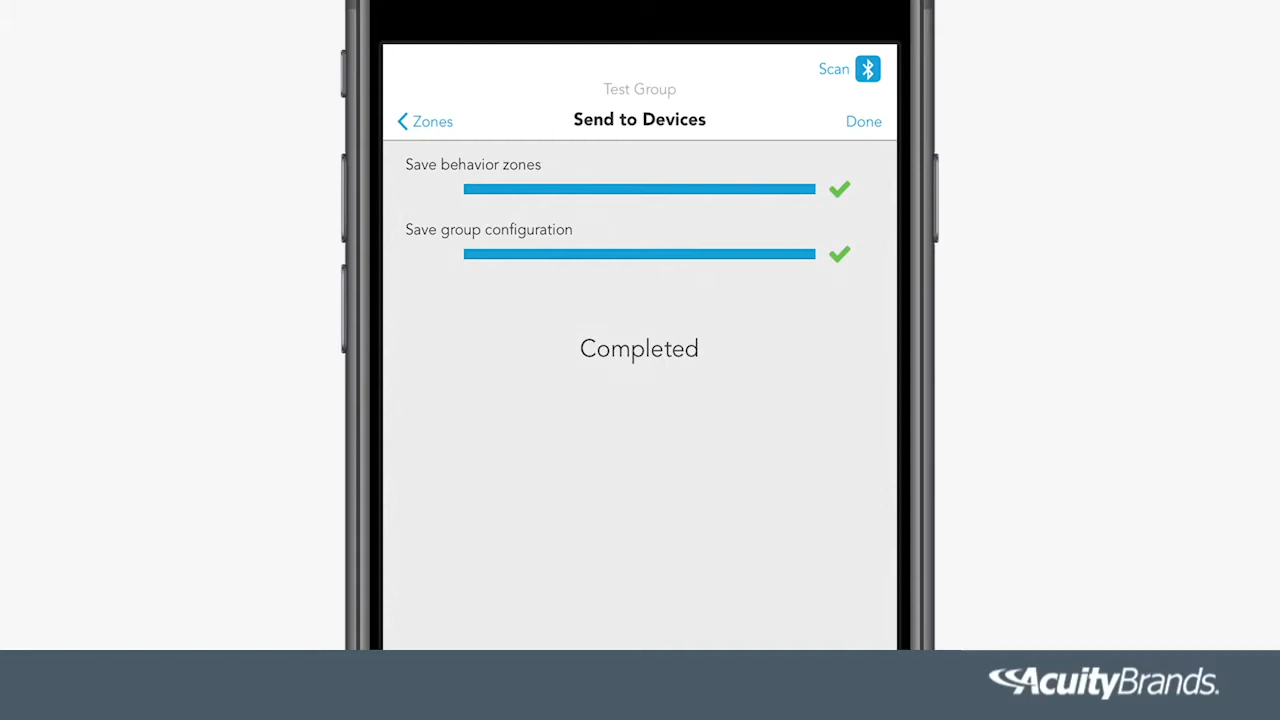 Scan
Test Group
Zones
Send to Devices
Done
Save behavior zones
Save group configuration
Completed
AcuityBrands.